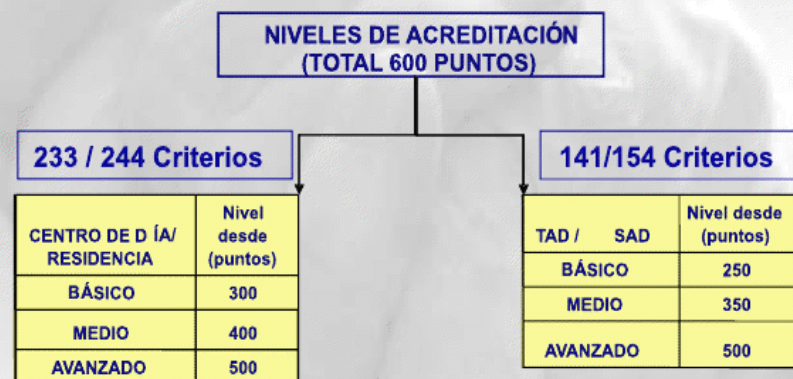 NIVELES DE ACREDITACIÓN
(TOTAL 600 PUNTOS)
233 / 244 Criterios
141/154 Criterios
CENTRO DE D ÍA/
RESIDENCIA
Nivel
desde
(puntos)
BÁSICO 300
MEDIO 400
AVANZADO 500
TAD / SAD
Nivel desde
(puntos)
BÁSICO 250
MEDIO 350
AVANZADO 500